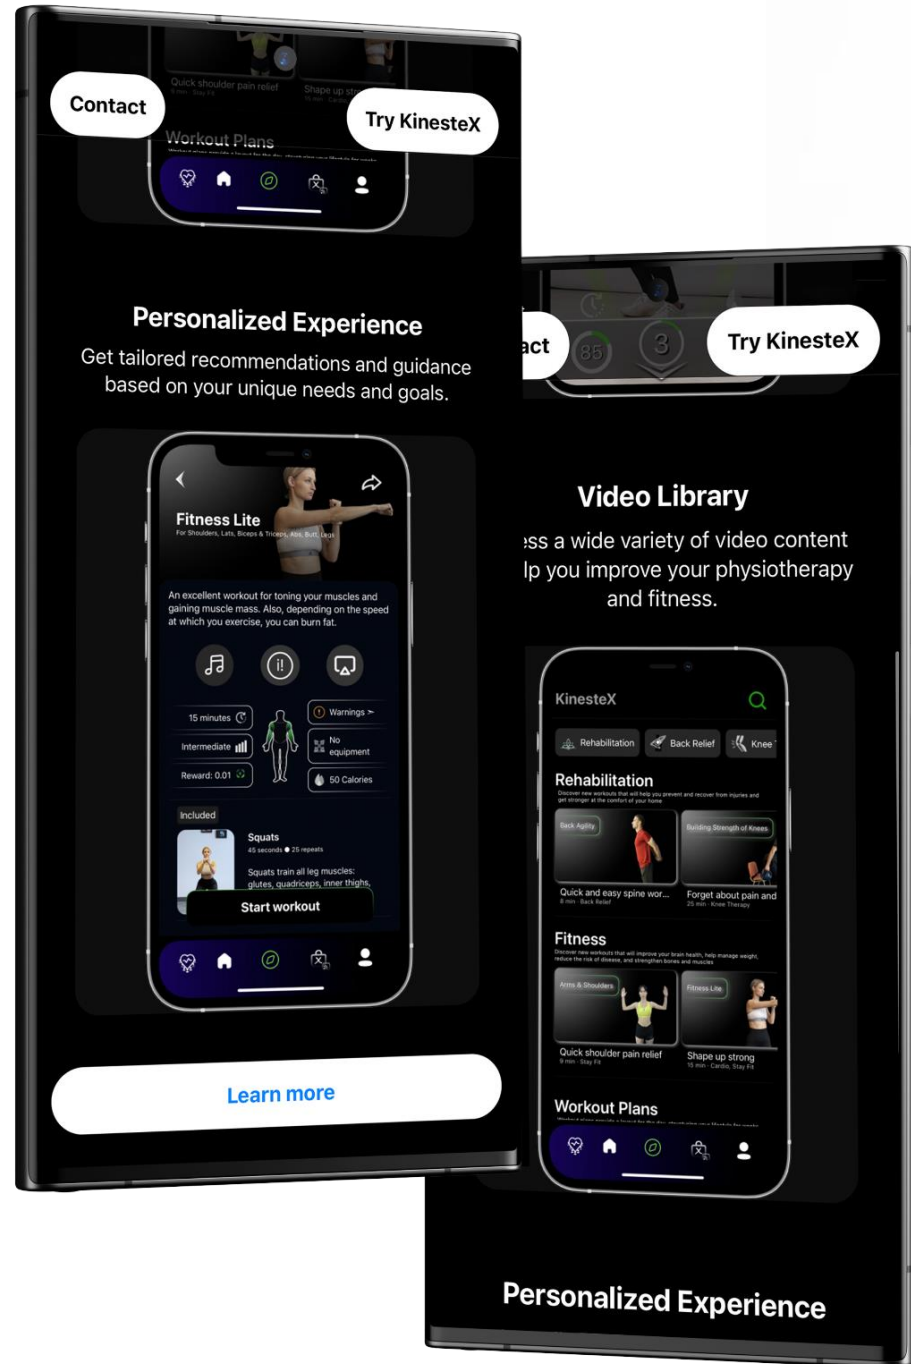 Quick shoulder pain relief
9 min · Stay Fit
Shape up str
Contact
Try KinesteX
Workout Plans
Personalized Experience
Get tailored recommendations and guidance
based on your unique needs and goals.
Fitness Lite
For Shoulders, Lats, Biceps & Triceps, Abs, Butt, Legs
An excellent workout for toning your muscles and
gaining muscle mass. Also, depending on the speed
at which you exercise, you can burn fat.
15 minutes
Warnings >
Intermediate
No
equipment
Reward: 0.01
50 Calories
Included
Squats
45 seconds ● 25 repeats
Squats train all leg muscles:
glutes, quadriceps, inner thighs,
Start workout
Learn more
act
85
3
Try KinesteX
Video Library
ess a wide variety of video content
lp you improve your physiotherapy
and fitness.
KinesteX
Rehabilitation
Back Relief
Knee
Rehabilitation
Discover new workouts that will help you prevent and recover from injuries and
get stronger at the comfort of your home
Back Agility
Building Strength of Knees
Quick and easy spine wor...
8 min · Back Relief
Forget about pain and
25 min · Knee Therapy
Fitness
Discover new workouts that will improve your brain health, help manage weight,
reduce the risk of disease, and strengthen bones and muscles
Arms & Shoulders
Fitness Lite
Quick shoulder pain relief
9 min · Stay Fit
Shape up strong
15 min · Cardio, Stay Fit
Workout Plans
Personalized Experience